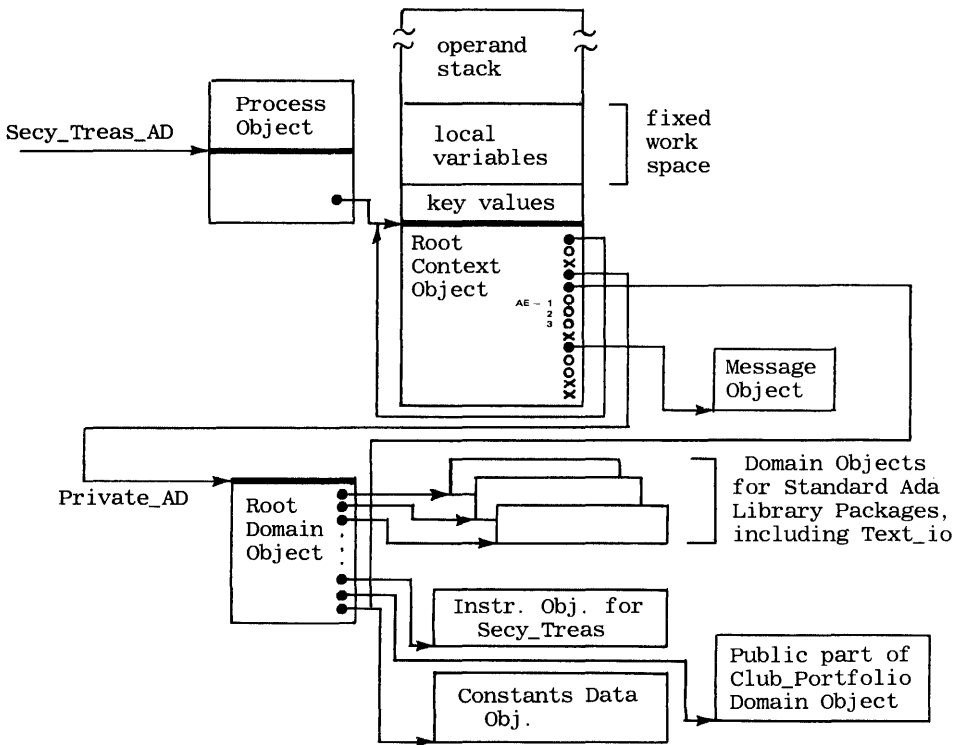 operand
stack
Process
Object
Secy_Treas_AD
local
variables
fixed
work
space
key values
Root
Context
Object
AE – 1
2
3
Message
Object
Private_AD
Root
Domain
Object
Domain Objects
for Standard Ada
Library Packages,
including Text_io
Instr. Obj. for
Secy_Treas
Public part of
Club_Portfolio
Domain Object
Constants Data
Obj.